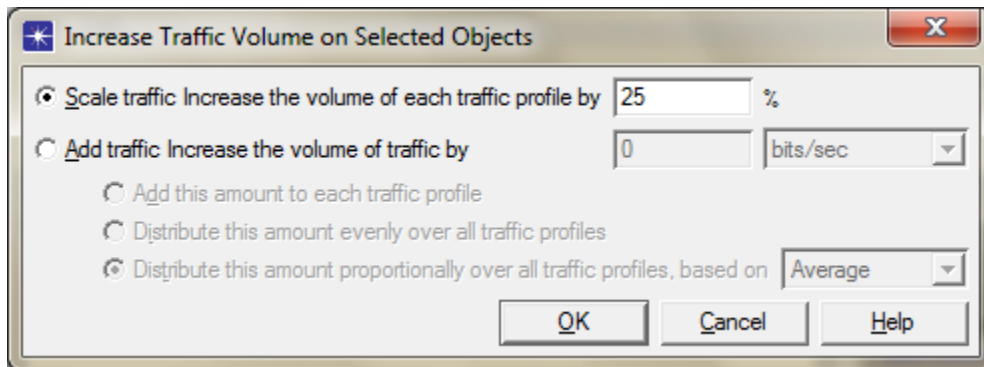 Increase Traffic Volume on Selected Objects
Scale traffic Increase the volume of each traffic profile by 25 %
Add traffic Increase the volume of traffic by 0 bits/sec
Add this amount to each traffic profile
Distribute this amount evenly over all traffic profiles
Distribute this amount proportionally over all traffic profiles, based on Average
OK Cancel Help